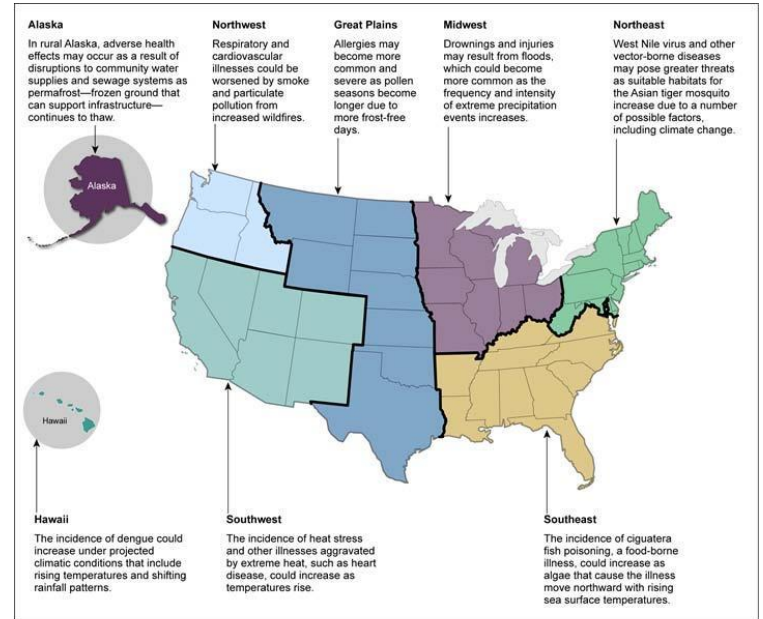 Alaska
In rural Alaska, adverse health
effects may occur as a result of
disruptions to community water
supplies and sewage systems as
permafrost—frozen ground that
can support infrastructure—
continues to thaw.
Northwest
Respiratory and
cardiovascular
illnesses could be
worsened by smoke
and particulate
pollution from
increased wildfires.
Great Plains
Allergies may
become more
common and
severe as pollen
seasons become
longer due to
more frost-free
days.
Midwest
Drownings and injuries
may result from floods,
which could become
more common as the
frequency and intensity
of extreme precipitation
events increases.
Northeast
West Nile virus and other
vector-borne diseases
may pose greater threats
as suitable habitats for
the Asian tiger mosquito
increase due to a number
of possible factors,
including climate change.
Alaska
Hawaii
Hawaii
The incidence of dengue could
increase under projected
climatic conditions that include
rising temperatures and shifting
rainfall patterns.
Southwest
The incidence of heat stress
and other illnesses aggravated
by extreme heat, such as heart
disease, could increase as
temperatures rise.
Southeast
The incidence of ciguatera
fish poisoning, a food-borne
illness, could increase as
algae that cause the illness
move northward with rising
sea surface temperatures.